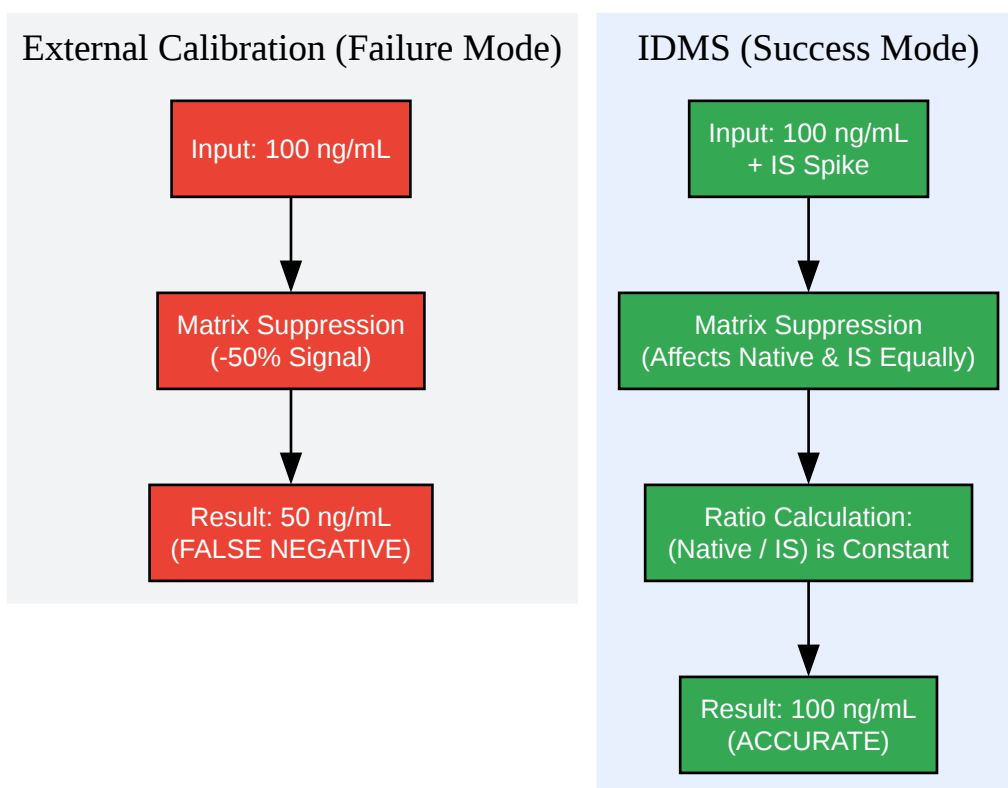 External Calibration (Failure Mode)
Input: 100 ng/mL
Matrix Suppression
(-50% Signal)
Result: 50 ng/mL
(FALSE NEGATIVE)
IDMS (Success Mode)
Input: 100 ng/mL
+ IS Spike
Matrix Suppression
(Affects Native & IS Equally)
Ratio Calculation:
(Native / IS) is Constant
Result: 100 ng/mL
(ACCURATE)